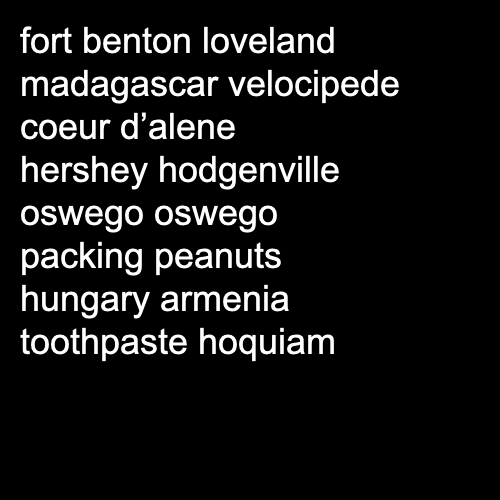 fort benton loveland
madagascar velocipede
coeur d’alene
hershey hodgenville
oswego oswego
packing peanuts
hungary armenia
toothpaste hoquiam